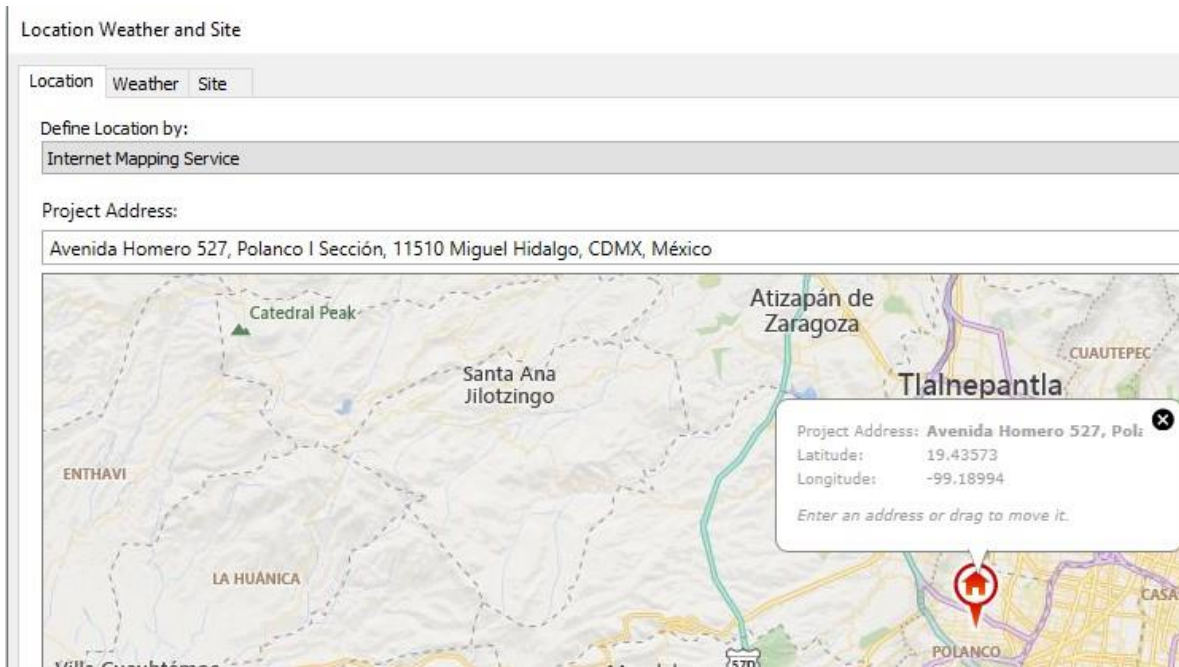 Location Weather and Site
Location Weather Site
Define Location by:
Internet Mapping Service
Project Address:
Avenida Homero 527, Polanco I Sección, 11510 Miguel Hidalgo, CDMX, México
Catedral Peak
Atizapán de
Zaragoza
CUAUTEPEC
Santa Ana
Jilotzingo
Tlalnepantla
Project Address: Avenida Homero 527, Pol
Latitude: 19.43573
Longitude: -99.18994
Enter an address or drag to move it.
ENTHAVI
LA HUÁNICA
CASA
POLANCO
57D